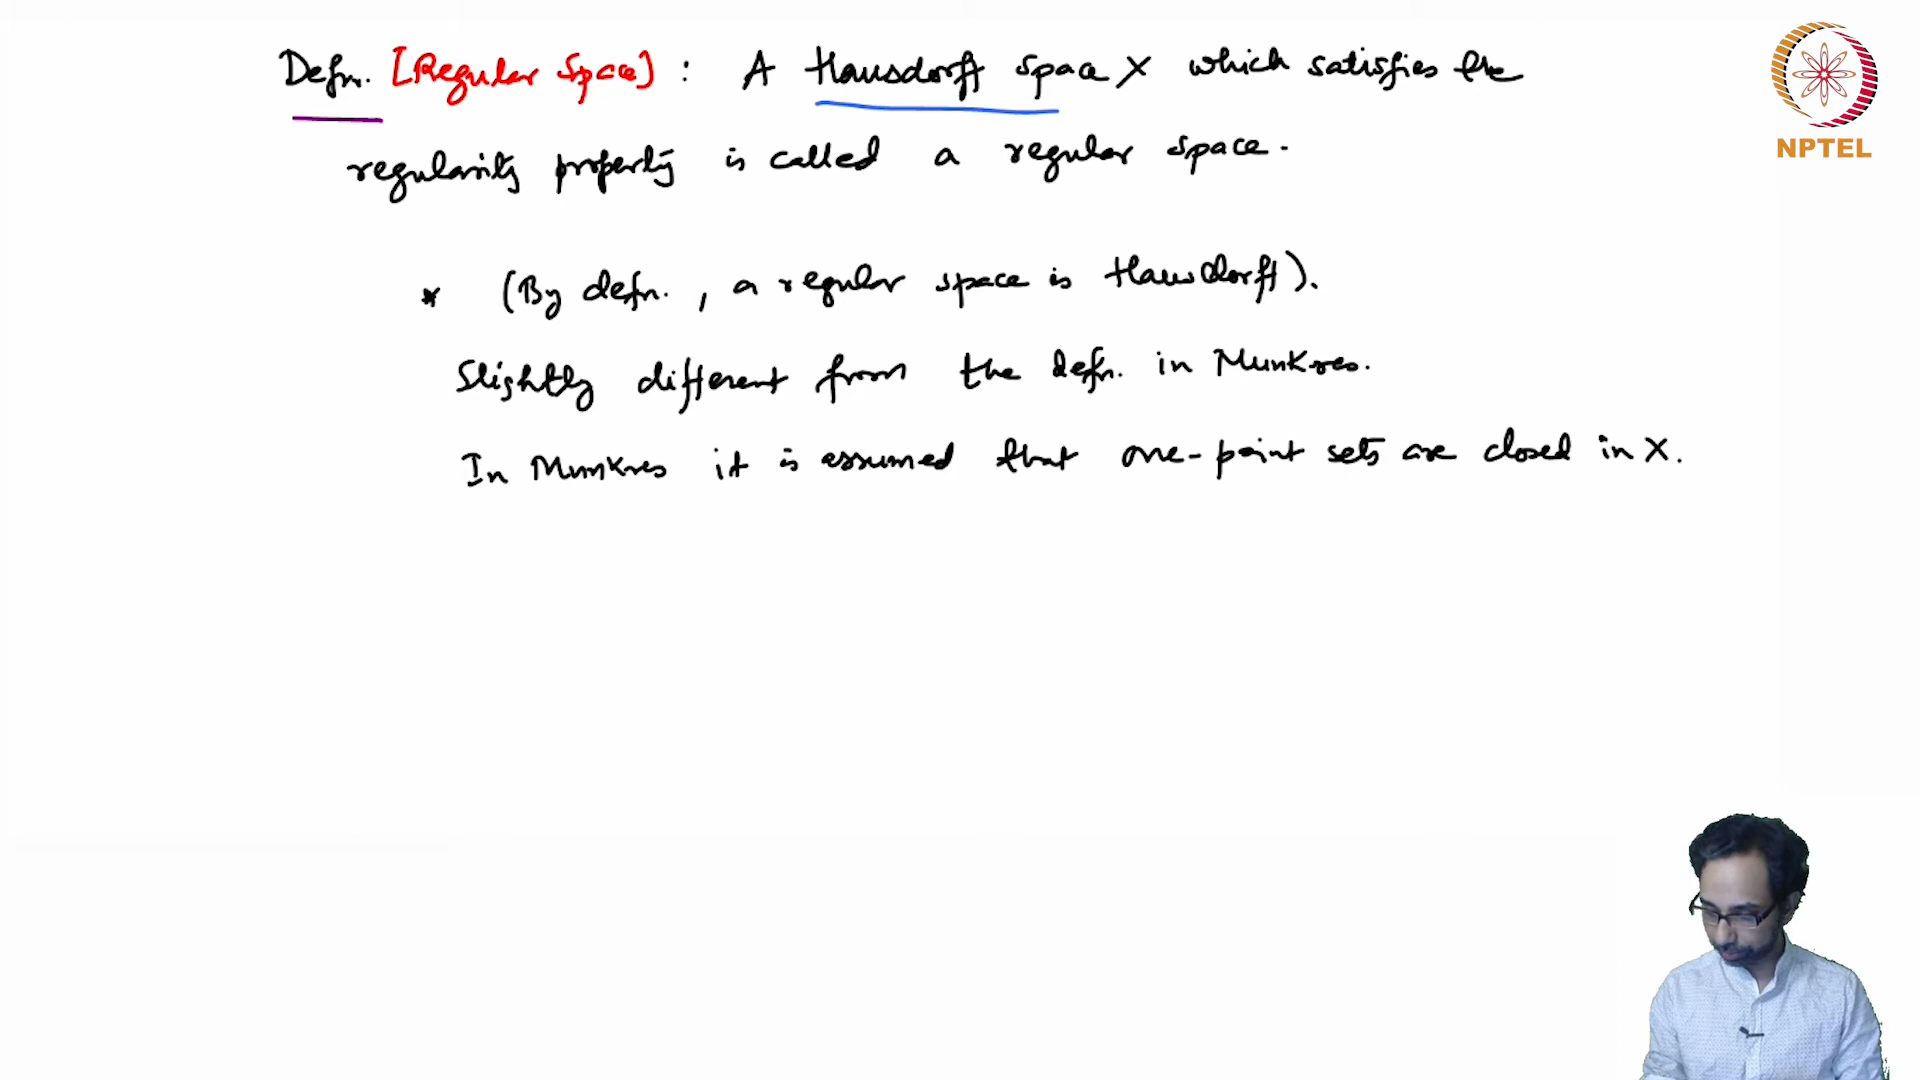 Defn. [Regular Space] : A Hausdorff space X which satisfies the
regularity property is called a regular space.
* (By defn., a regular space is Hausdorff).
Slightly different from the defn. in Munkres.
In Munkres it is assumed that one-point sets are closed in X.
NPTEL